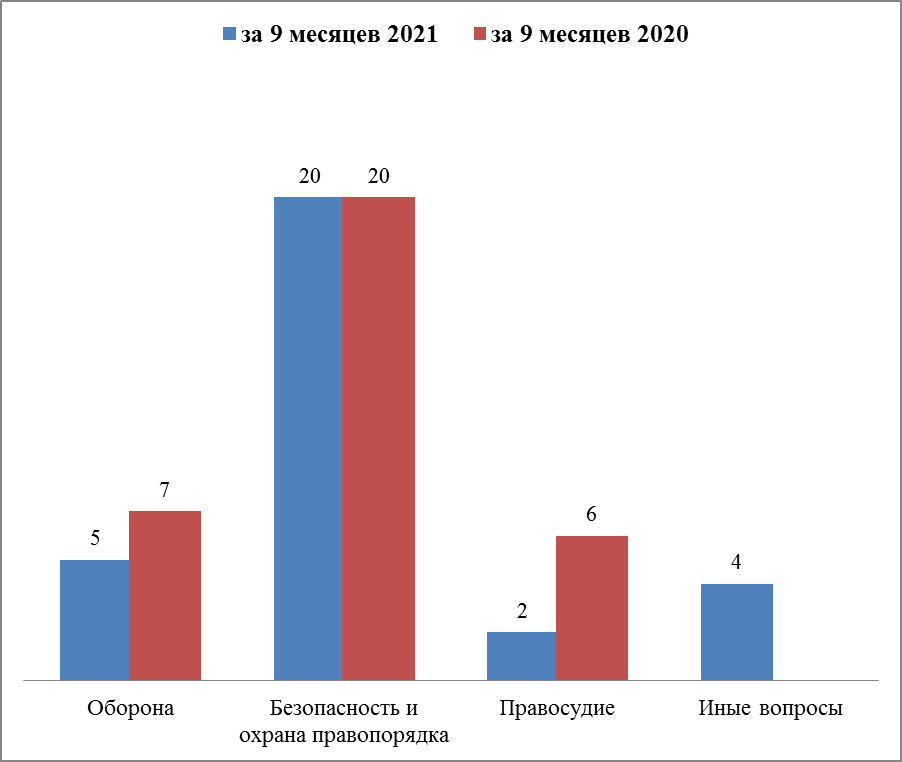 за 9 месяцев 2021 за 9 месяцев 2020
20 20
7
5
6
4
2
Оборона
Безопасность и
охрана правопорядка
Правосудие
Иные вопросы